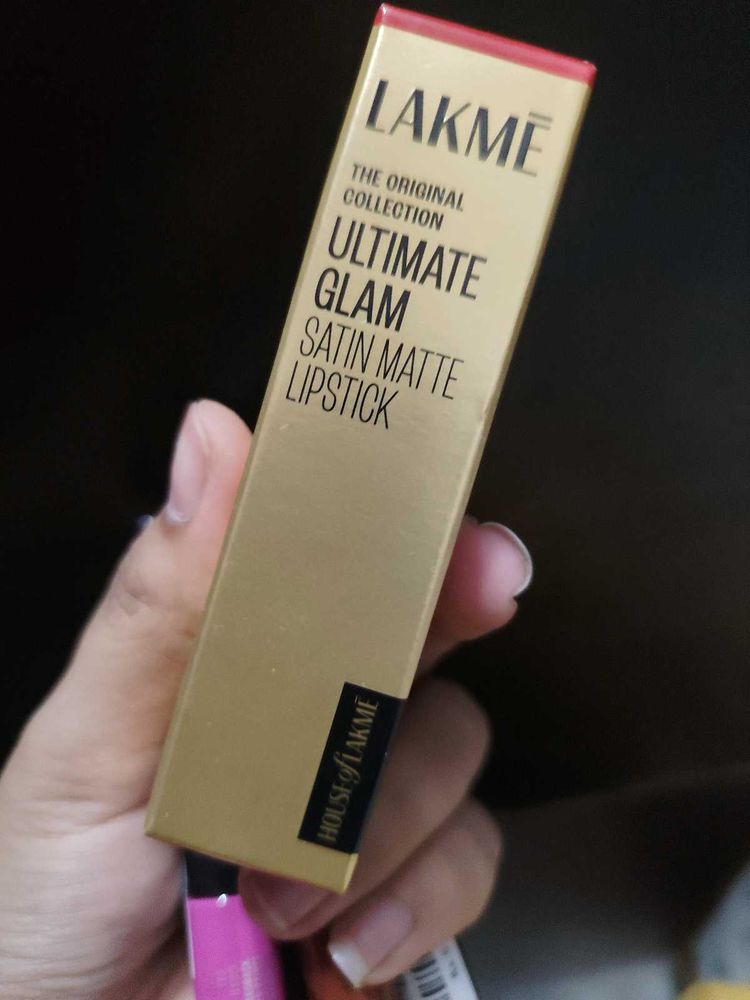 LAKMĒ
THE ORIGINAL
COLLECTION
ULTIMATE
GLAM
SATIN MATTE
LIPSTICK
HOUSE of LAKMĒ